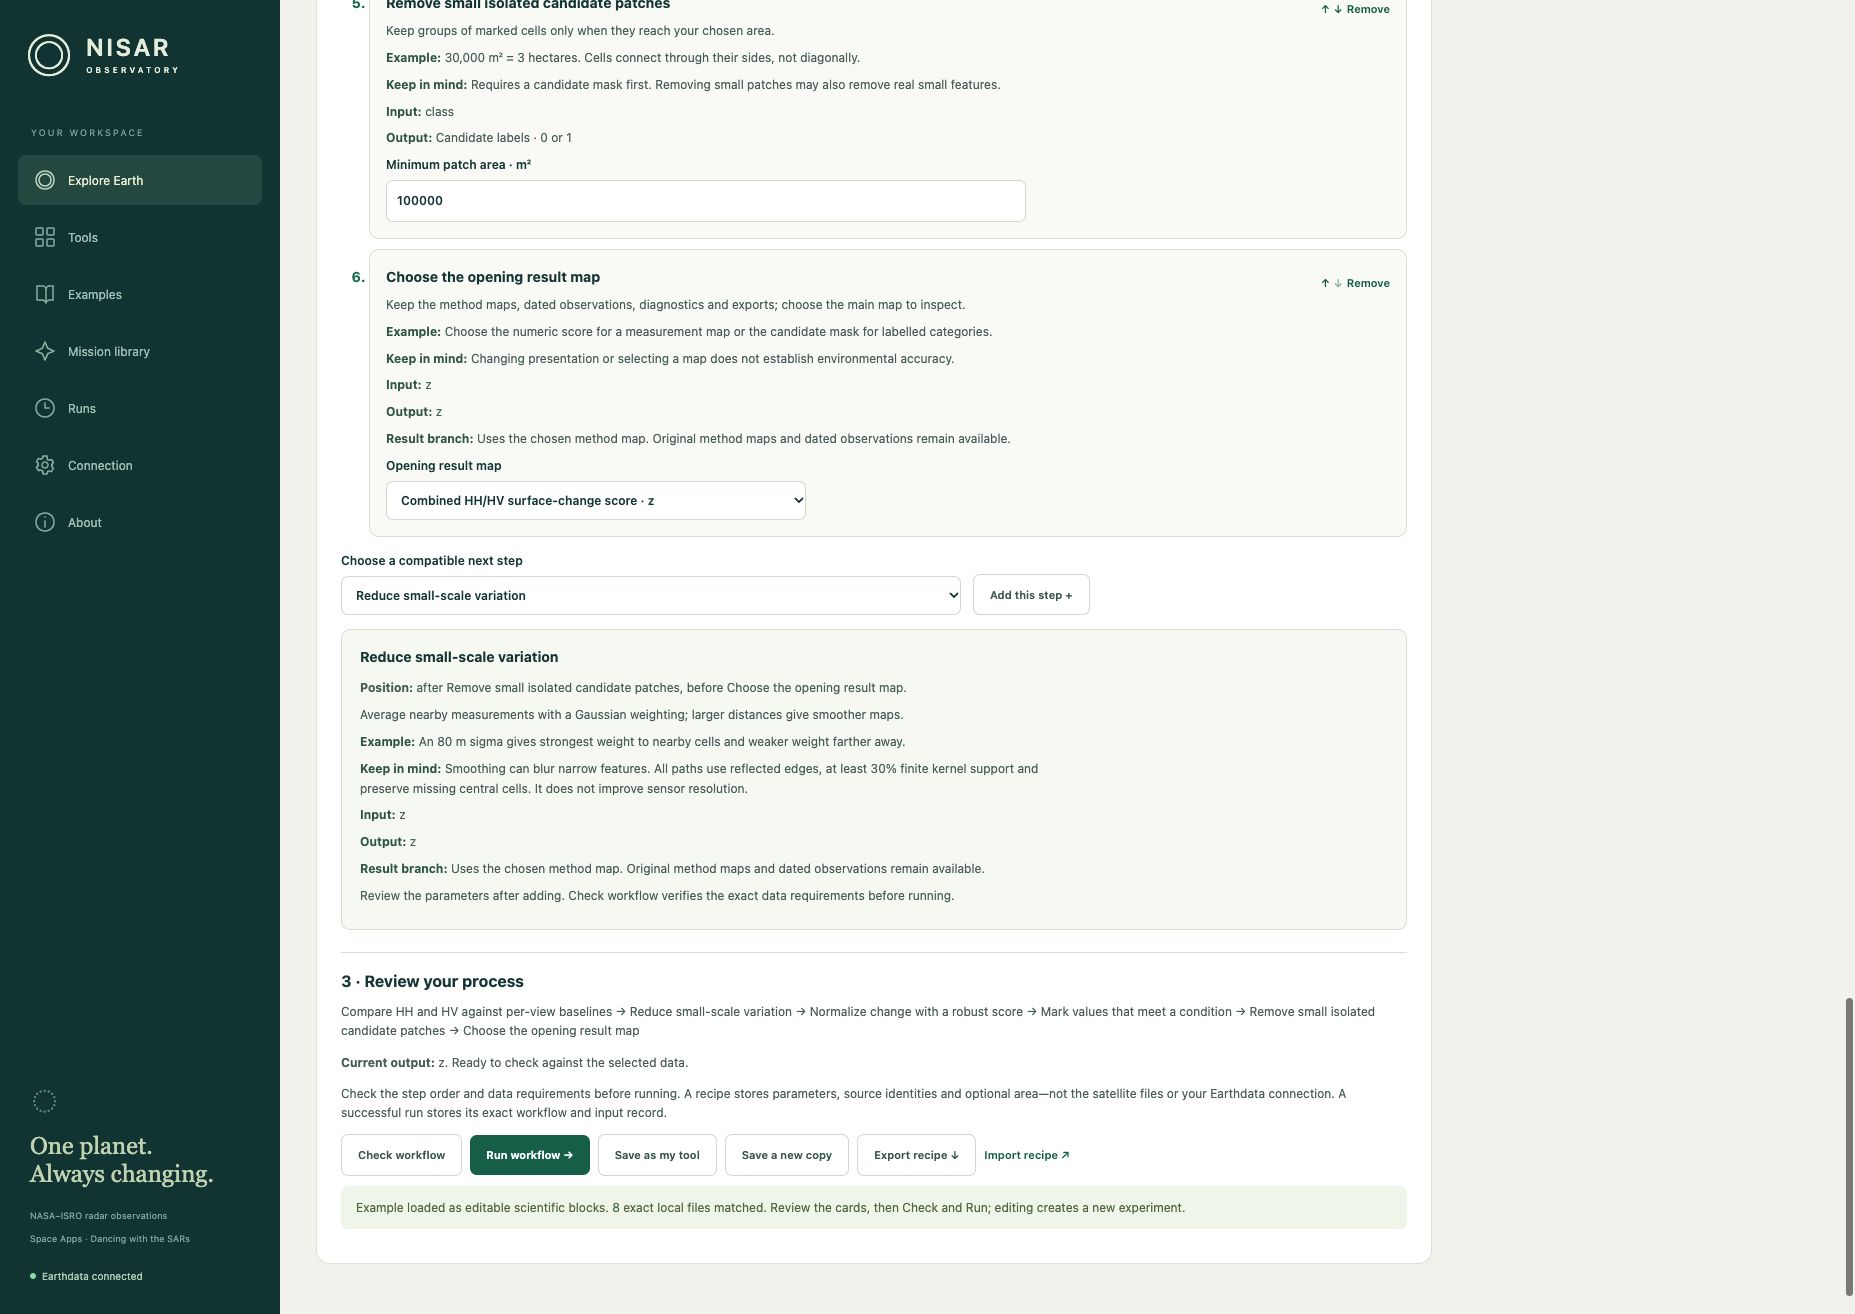 NISAR
OBSERVATORY
YOUR WORKSPACE
Explore Earth
Tools
Examples
Mission library
Runs
Connection
About
One planet.
Always changing.
NASA–ISRO radar observations
Space Apps · Dancing with the SARs
Earthdata connected
5. Remove small isolated candidate patches
↑ ↓ Remove
Keep groups of marked cells only when they reach your chosen area.
Example: 30,000 m² = 3 hectares. Cells connect through their sides, not diagonally.
Keep in mind: Requires a candidate mask first. Removing small patches may also remove real small features.
Input: class
Output: Candidate labels · 0 or 1
Minimum patch area · m²
100000
6. Choose the opening result map
↑ ↓ Remove
Keep the method maps, dated observations, diagnostics and exports; choose the main map to inspect.
Example: Choose the numeric score for a measurement map or the candidate mask for labelled categories.
Keep in mind: Changing presentation or selecting a map does not establish environmental accuracy.
Input: z
Output: z
Result branch: Uses the chosen method map. Original method maps and dated observations remain available.
Opening result map
Combined HH/HV surface-change score · z
Choose a compatible next step
Reduce small-scale variation
Add this step +
Reduce small-scale variation
Position: after Remove small isolated candidate patches, before Choose the opening result map.
Average nearby measurements with a Gaussian weighting; larger distances give smoother maps.
Example: An 80 m sigma gives strongest weight to nearby cells and weaker weight farther away.
Keep in mind: Smoothing can blur narrow features. All paths use reflected edges, at least 30% finite kernel support and
preserve missing central cells. It does not improve sensor resolution.
Input: z
Output: z
Result branch: Uses the chosen method map. Original method maps and dated observations remain available.
Review the parameters after adding. Check workflow verifies the exact data requirements before running.
3 · Review your process
Compare HH and HV against per-view baselines → Reduce small-scale variation → Normalize change with a robust score → Mark values that meet a condition → Remove small isolated
candidate patches → Choose the opening result map
Current output: z. Ready to check against the selected data.
Check the step order and data requirements before running. A recipe stores parameters, source identities and optional area—not the satellite files or your Earthdata connection. A
successful run stores its exact workflow and input record.
Check workflow
Run workflow →
Save as my tool
Save a new copy
Export recipe ↓
Import recipe ↗
Example loaded as editable scientific blocks. 8 exact local files matched. Review the cards, then Check and Run; editing creates a new experiment.